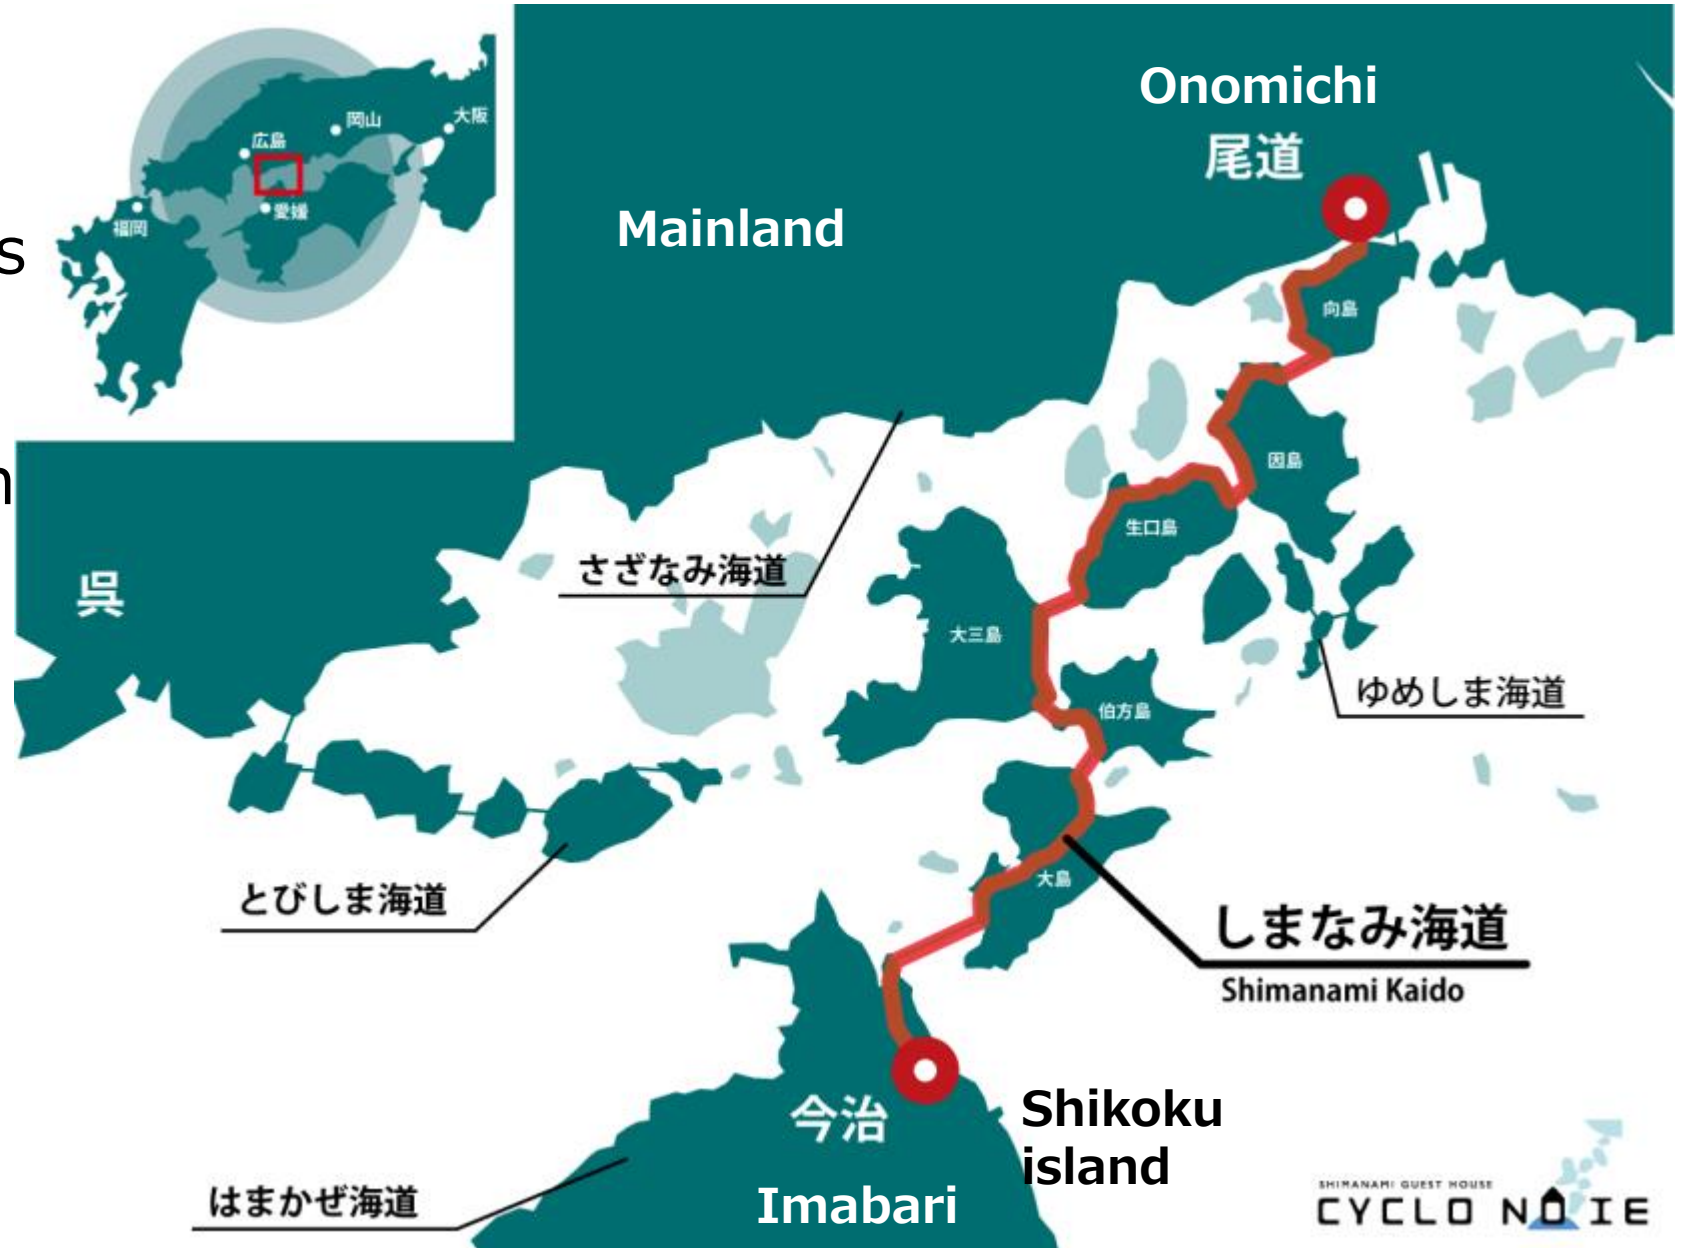 大阪
岡山
広島
愛媛
福岡
s
n
Onomichi
尾道
Mainland
向島
因島
生口島
さざなみ海道
呉
大三島
ゆめしま海道
伯方島
とびしま海道
大島
しまなみ海道
Shimanami Kaido
今治
Shikoku
island
Imabari
はまかぜ海道
SHIMANAMI GUEST HOUSE
CYCLO NOIE